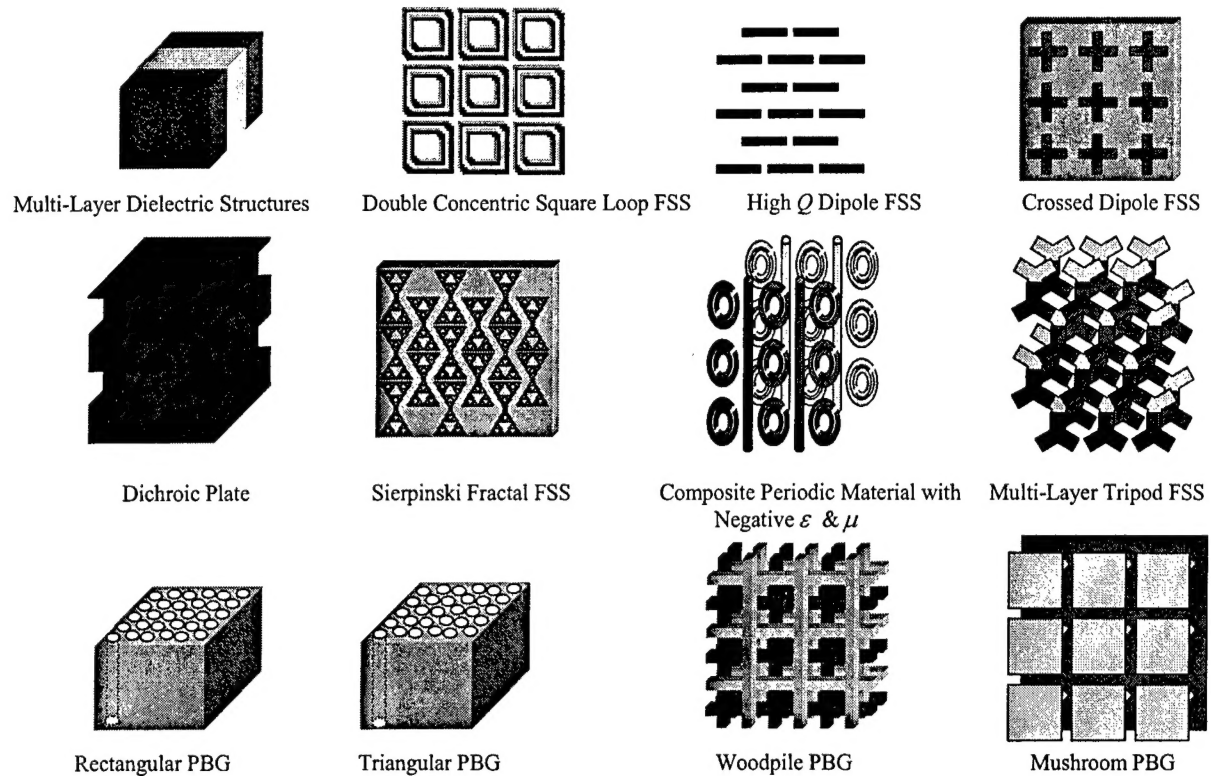 Multi-Layer Dielectric Structures
Double Concentric Square Loop FSS
High Q Dipole FSS
Crossed Dipole FSS
Dichroic Plate
Sierpinski Fractal FSS
Composite Periodic Material with
Negative ε & μ
Multi-Layer Tripod FSS
Rectangular PBG
Triangular PBG
Woodpile PBG
Mushroom PBG